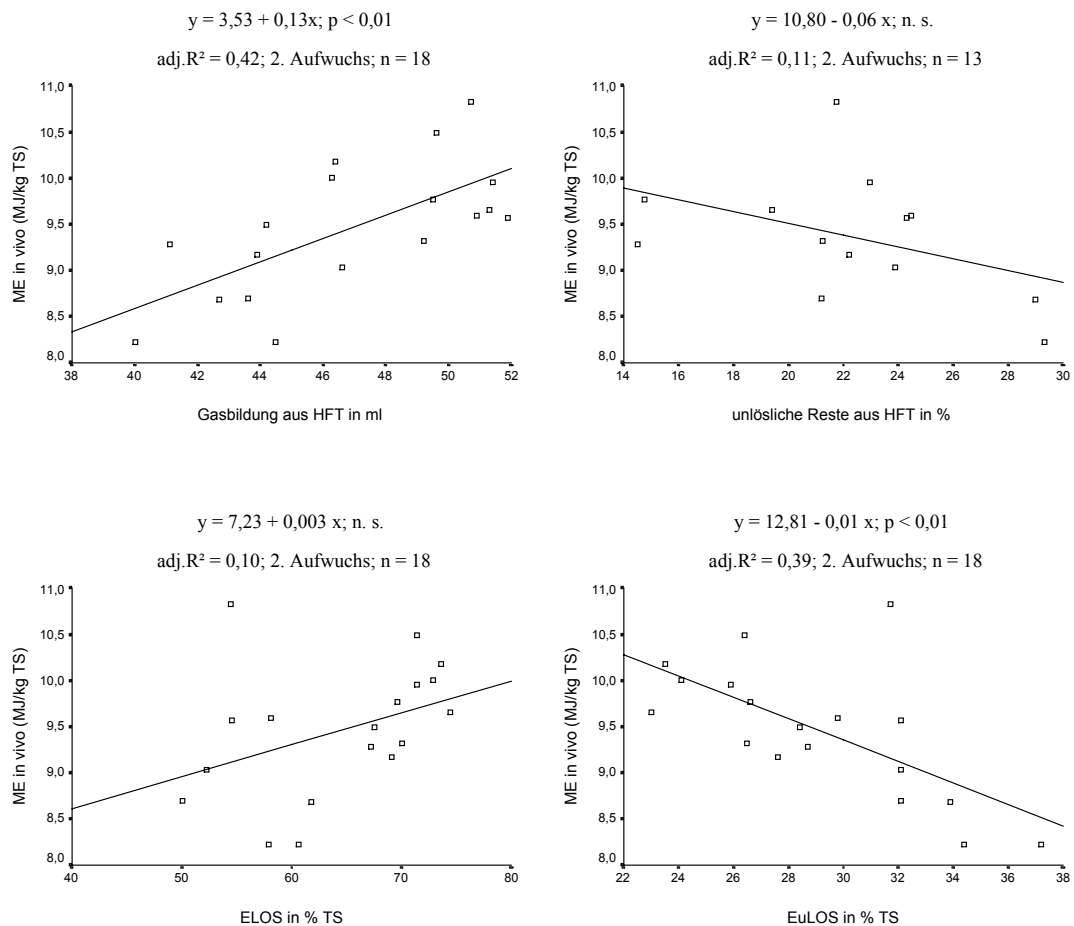 y = 3,53 + 0,13x; p < 0,01
adj.R² = 0,42; 2. Aufwuchs; n = 18
ME in vivo (MJ/kg TS)
11,0
10,5
10,0
9,5
9,0
8,5
8,0
38 40 42 44 46 48 50 52
Gasbildung aus HFT in ml
y = 10,80 - 0,06 x; n. s.
adj.R² = 0,11; 2. Aufwuchs; n = 13
ME in vivo (MJ/kg TS)
11,0
10,5
10,0
9,5
9,0
8,5
8,0
14 16 18 20 22 24 26 28 30
unlösliche Reste aus HFT in %
y = 7,23 + 0,003 x; n. s.
adj.R² = 0,10; 2. Aufwuchs; n = 18
ME in vivo (MJ/kg TS)
11,0
10,5
10,0
9,5
9,0
8,5
8,0
40 50 60 70 80
ELOS in % TS
y = 12,81 - 0,01 x; p < 0,01
adj.R² = 0,39; 2. Aufwuchs; n = 18
ME in vivo (MJ/kg TS)
11,0
10,5
10,0
9,5
9,0
8,5
8,0
22 24 26 28 30 32 34 36 38
EuLOS in % TS